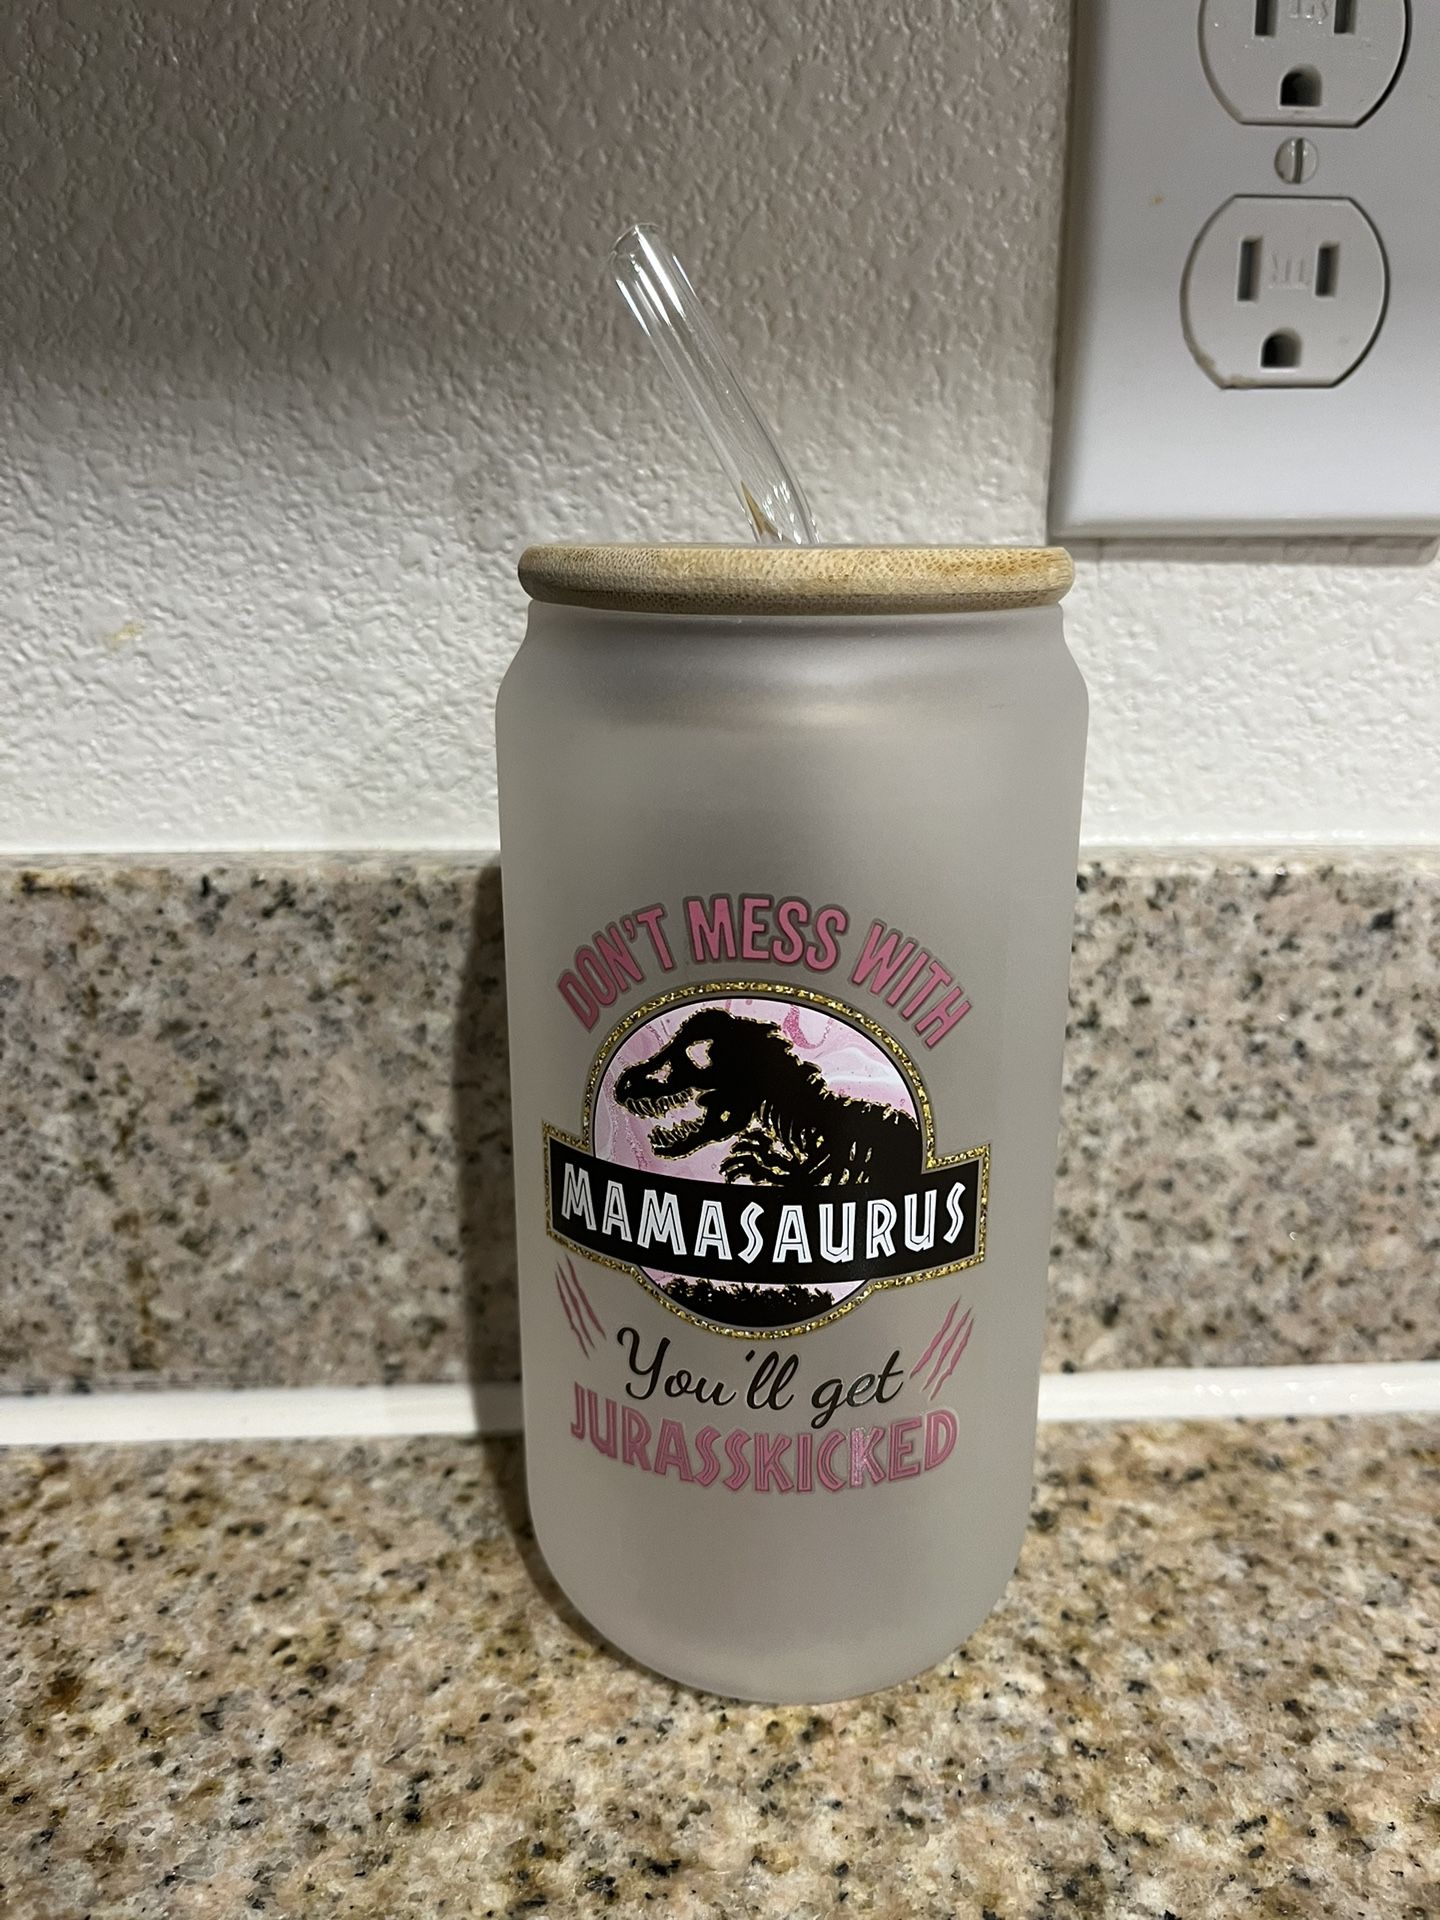 DON'T MESS WITH
MAMASAURUS
You'll get
JURASSKICKED